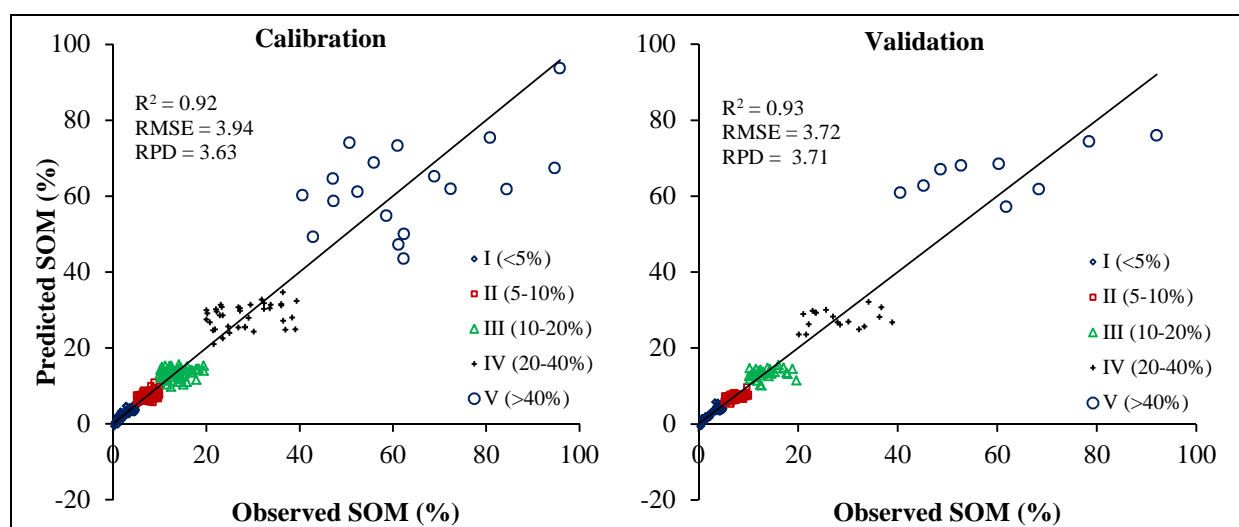 Calibration
R² = 0.92
RMSE = 3.94
RPD = 3.63
Predicted SOM (%)
100
80
60
40
20
0
-20
0 20 40 60 80 100
Observed SOM (%)
I (<5%)
II (5-10%)
III (10-20%)
IV (20-40%)
V (>40%)
Validation
R² = 0.93
RMSE = 3.72
RPD = 3.71
100
80
60
40
20
0
-20
0 20 40 60 80 100
Observed SOM (%)
I (<5%)
II (5-10%)
III (10-20%)
IV (20-40%)
V (>40%)